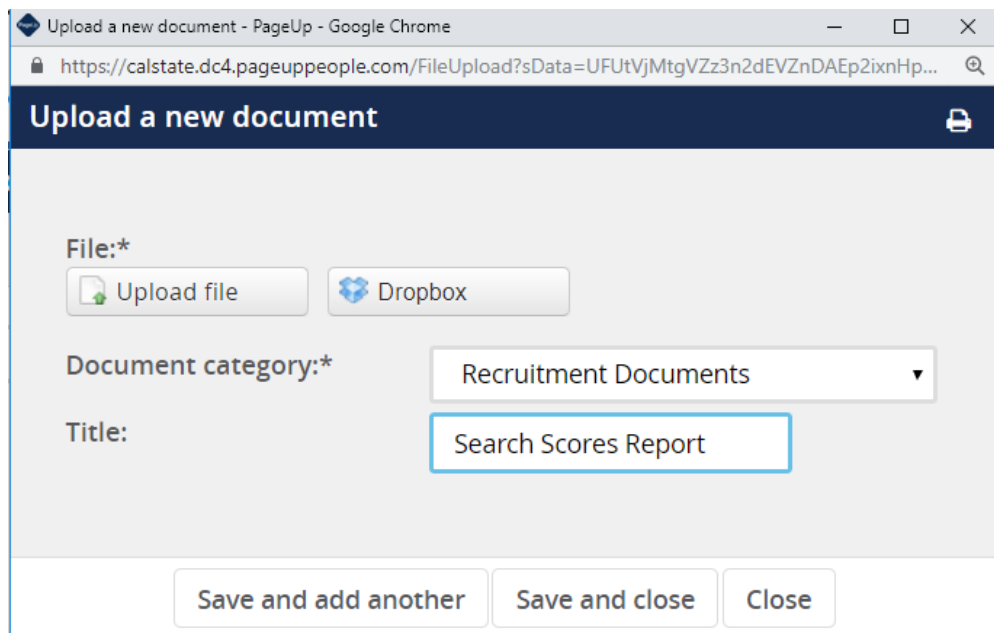 Upload a new document - PageUp - Google Chrome
https://calstate.dc4.pageuppeople.com/FileUpload?sData=UFUtVjMtgVZz3n2dEVZnDAEp2ixnHp...
Upload a new document
File:*
Upload file Dropbox
Document category:* Recruitment Documents
Title: Search Scores Report
Save and add another Save and close Close